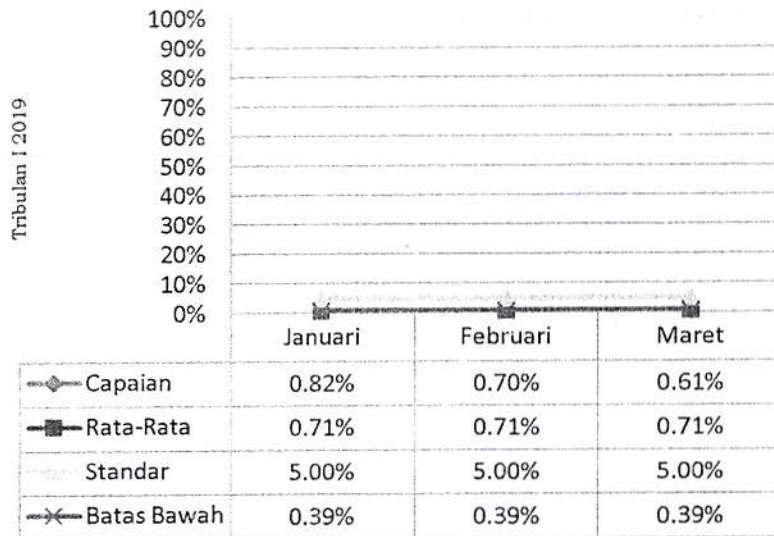 Tribulan I 2019
100%
90%
80%
70%
60%
50%
40%
30%
20%
10%
0%
Januari Februari Maret
Capaian 0.82% 0.70% 0.61%
Rata-Rata 0.71% 0.71% 0.71%
Standar 5.00% 5.00% 5.00%
Batas Bawah 0.39% 0.39% 0.39%